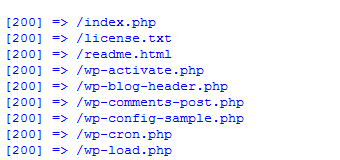 [200] => /index.php
[200] => /license.txt
[200] => /readme.html
[200] => /wp-activate.php
[200] => /wp-blog-header.php
[200] => /wp-comments-post.php
[200] => /wp-config-sample.php
[200] => /wp-cron.php
[200] => /wp-load.php